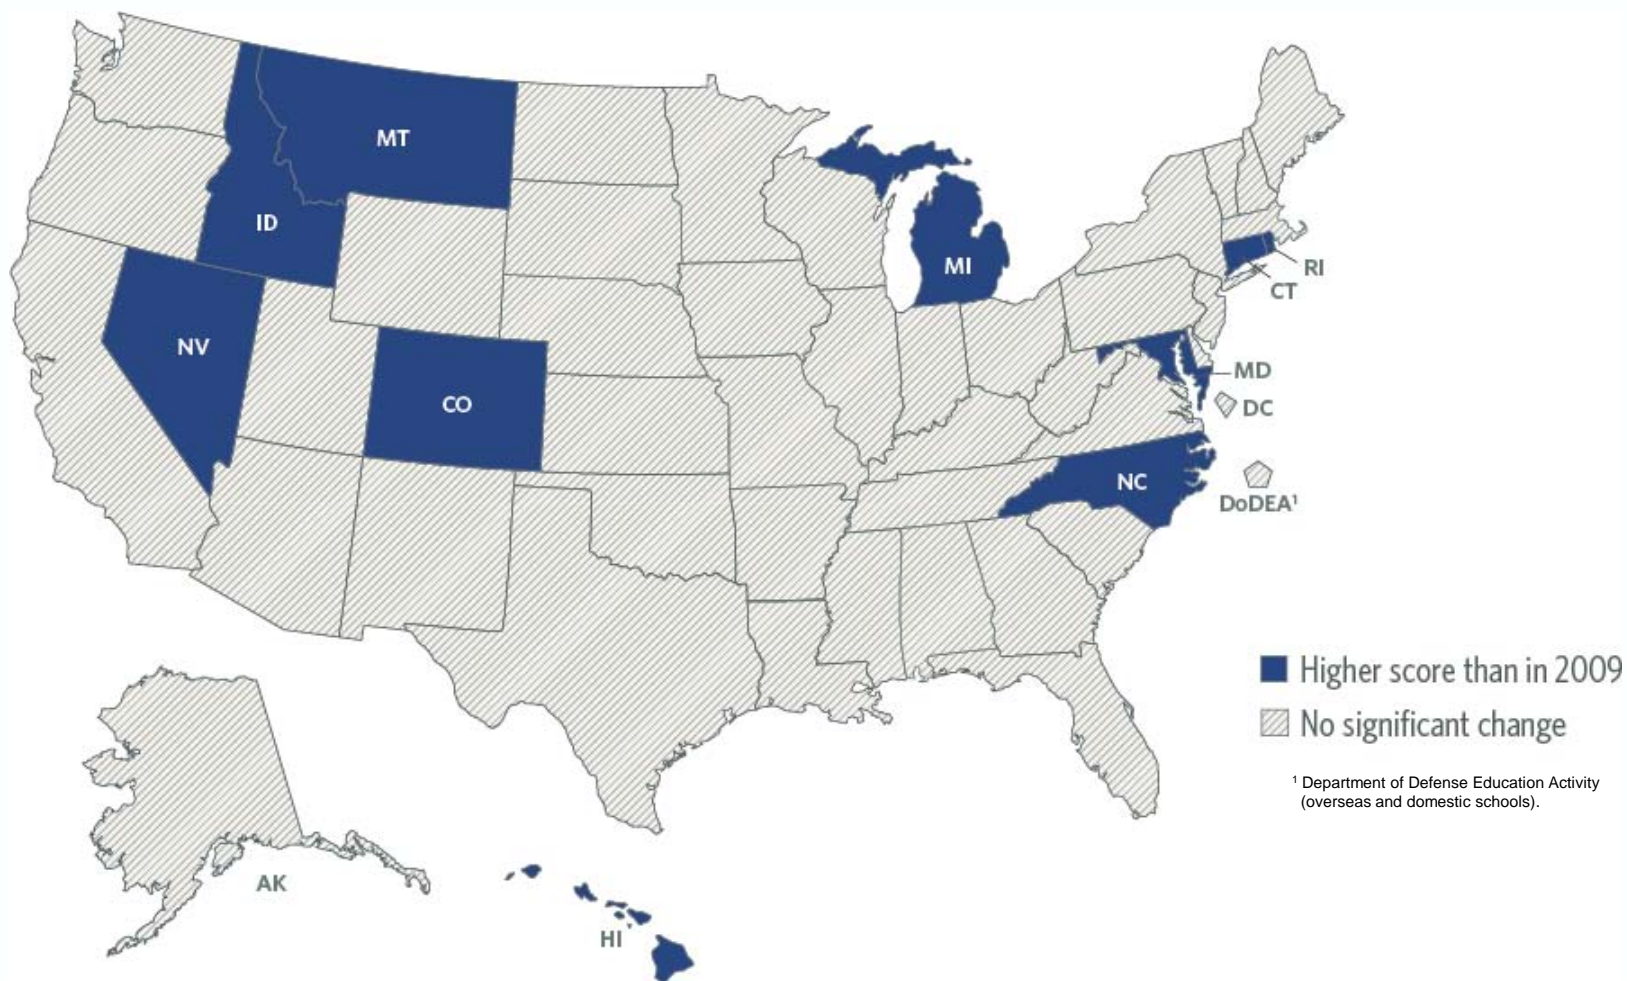 MT
ID
MI
RI
CT
NV
MD
CO
DC
NC
DoDEA¹
Higher score than in 2009
No significant change
¹ Department of Defense Education Activity
(overseas and domestic schools).
AK
HI